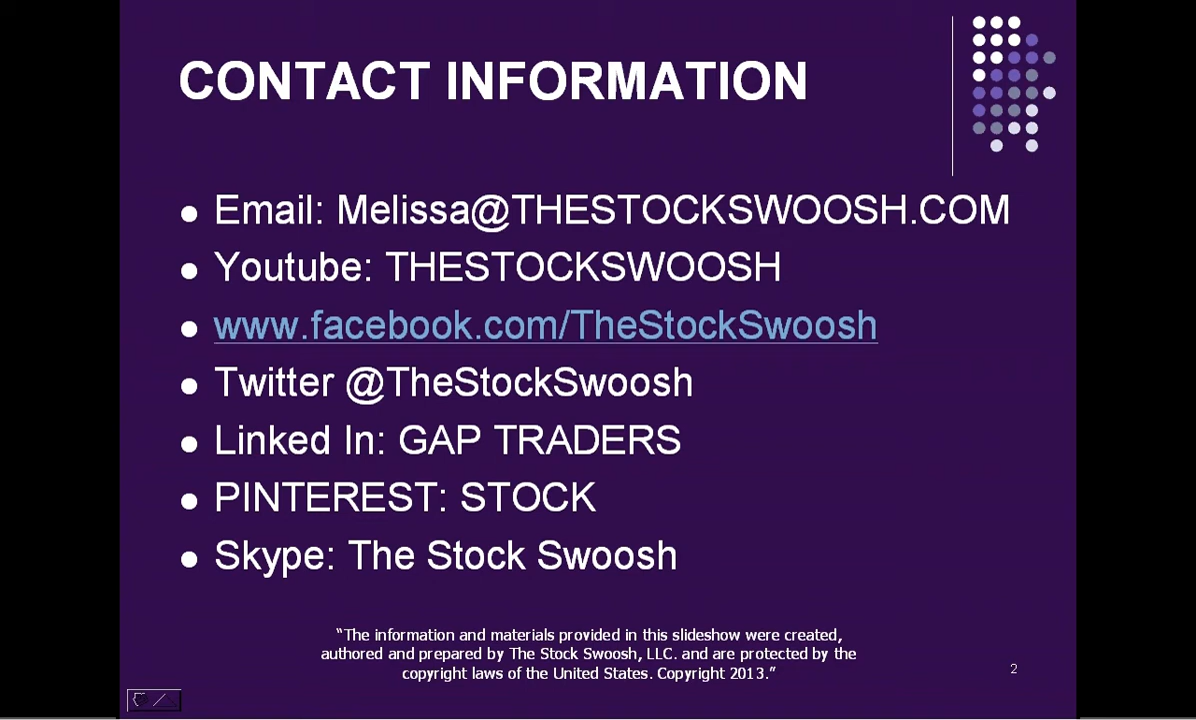 CONTACT INFORMATION
● Email: Melissa@THESTOCKSWOOSH.COM
● Youtube: THESTOCKSWOOSH
● www.facebook.com/TheStockSwoosh
● Twitter @TheStockSwoosh
● Linked In: GAP TRADERS
● PINTEREST: STOCK
● Skype: The Stock Swoosh
“The information and materials provided in this slideshow were created,
authored and prepared by The Stock Swoosh, LLC. and are protected by the
copyright laws of the United States. Copyright 2013.”
2